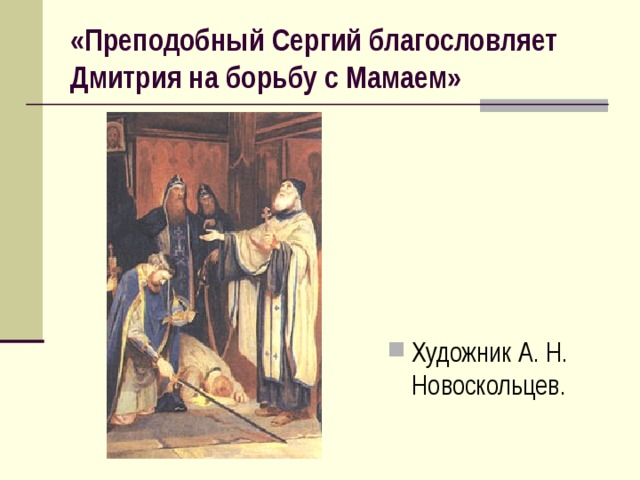 «Преподобный Сергий благословляет
Дмитрия на борьбу с Мамаем»
Художник А. Н.
Новоскольцев.